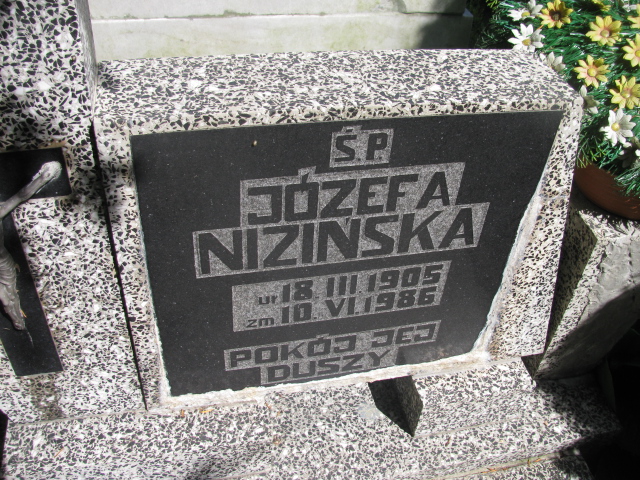 ŚP
JÓZEFA
NIZIŃSKA
ur 18.III.1905
zm 10.VI.1986
POKÓJ JEJ
DUSZY